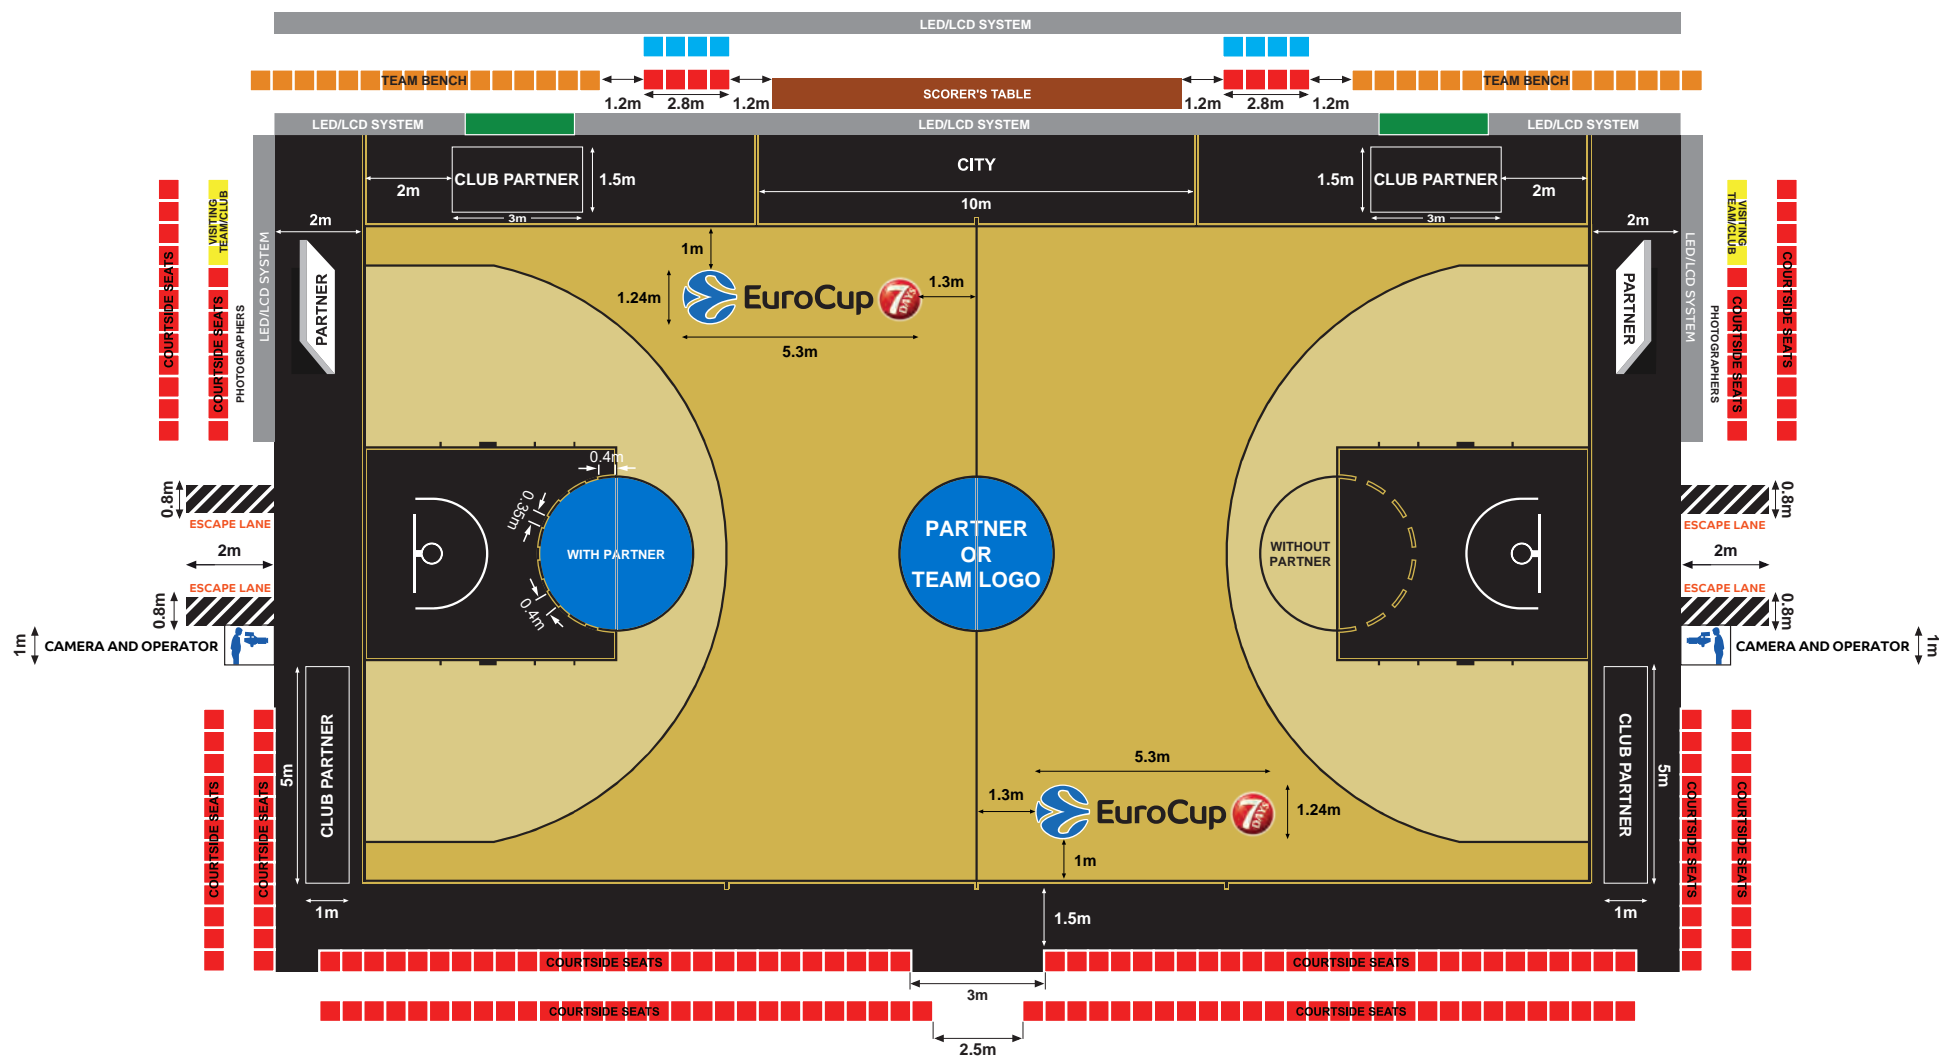 LED/LCD SYSTEM
TEAM BENCH
TEAM BENCH
SCORER'S TABLE
1.2m
2.8m
1.2m
1.2m
2.8m
1.2m
LED/LCD SYSTEM
LED/LCD SYSTEM
LED/LCD SYSTEM
CITY
10m
CLUB PARTNER
1.5m
2m
3m
1.5m
CLUB PARTNER
2m
3m
VISITING
TEAM/CLUB
COURTSIDE SEATS
COURTSIDE SEATS
PHOTOGRAPHERS
LED/LCD SYSTEM
2m
PARTNER
1m
1.24m
EuroCup
7
DAYS
1.3m
5.3m
2m
PARTNER
LED/LCD SYSTEM
PHOTOGRAPHERS
VISITING
TEAM/CLUB
COURTSIDE SEATS
COURTSIDE SEATS
0.4m
0.35m
0.4m
WITH PARTNER
PARTNER
OR
TEAM LOGO
WITHOUT
PARTNER
0.8m
ESCAPE LANE
2m
ESCAPE LANE
0.8m
1m
CAMERA AND OPERATOR
0.8m
ESCAPE LANE
2m
ESCAPE LANE
0.8m
CAMERA AND OPERATOR
1m
COURTSIDE SEATS
COURTSIDE SEATS
5m
CLUB PARTNER
1m
5.3m
1.3m
EuroCup
7
DAYS
1.24m
1m
CLUB PARTNER
5m
1m
COURTSIDE SEATS
COURTSIDE SEATS
1.5m
COURTSIDE SEATS
COURTSIDE SEATS
3m
COURTSIDE SEATS
COURTSIDE SEATS
2.5m